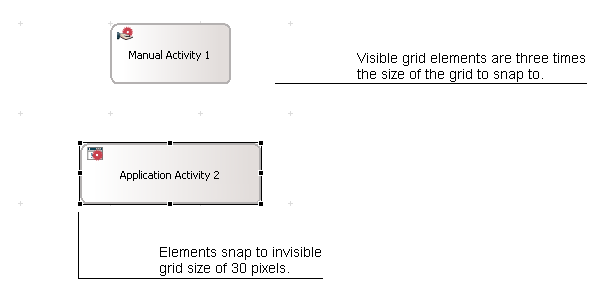 Manual Activity 1
Visible grid elements are three times
the size of the grid to snap to.
Application Activity 2
Elements snap to invisible
grid size of 30 pixels.